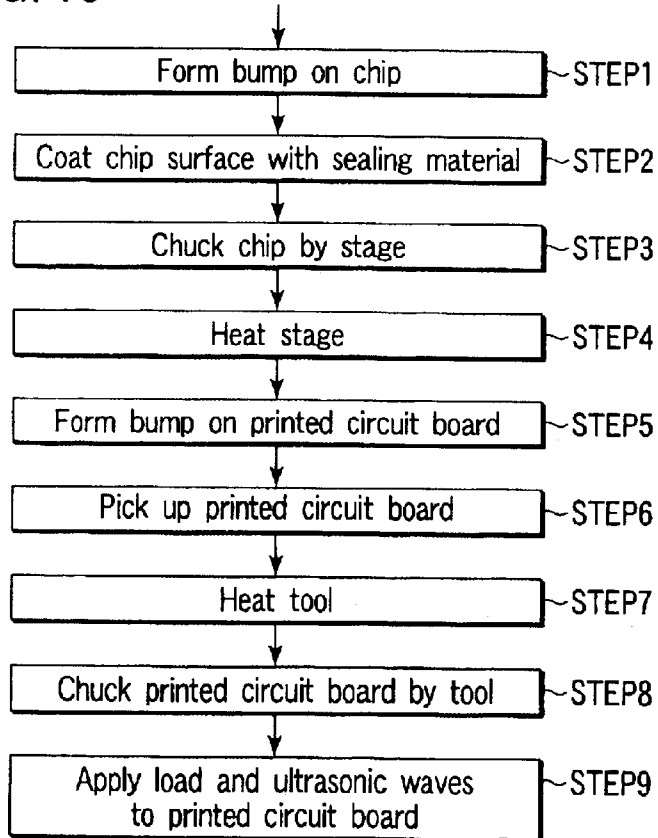 Form bump on chip ~STEP1
Coat chip surface with sealing material ~STEP2
Chuck chip by stage ~STEP3
Heat stage ~STEP4
Form bump on printed circuit board ~STEP5
Pick up printed circuit board ~STEP6
Heat tool ~STEP7
Chuck printed circuit board by tool ~STEP8
Apply load and ultrasonic waves ~STEP9
to printed circuit board